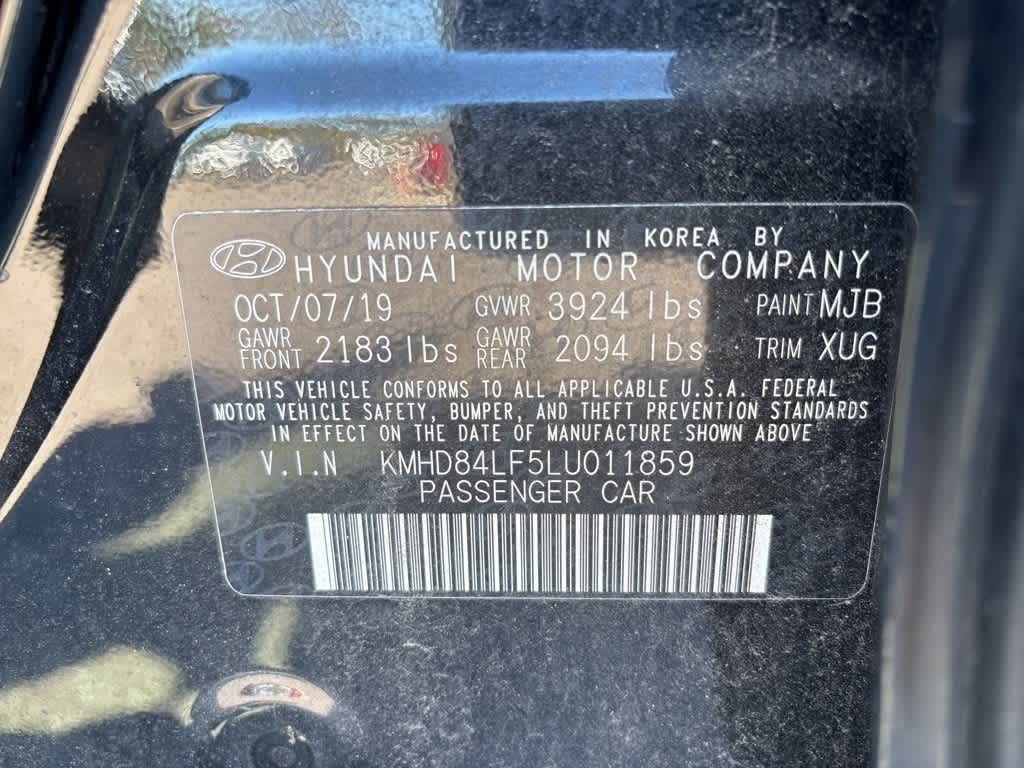 MANUFACTURED IN KOREA BY
HYUNDAI MOTOR COMPANY
OCT/07/19 GVWR 3924 lbs PAINT MJB
GAWR FRONT 2183 lbs GAWR REAR 2094 lbs TRIM XUG
THIS VEHICLE CONFORMS TO ALL APPLICABLE U.S.A. FEDERAL
MOTOR VEHICLE SAFETY, BUMPER, AND THEFT PREVENTION STANDARDS
IN EFFECT ON THE DATE OF MANUFACTURE SHOWN ABOVE
V.I.N KMHD84LF5LU011859
PASSENGER CAR